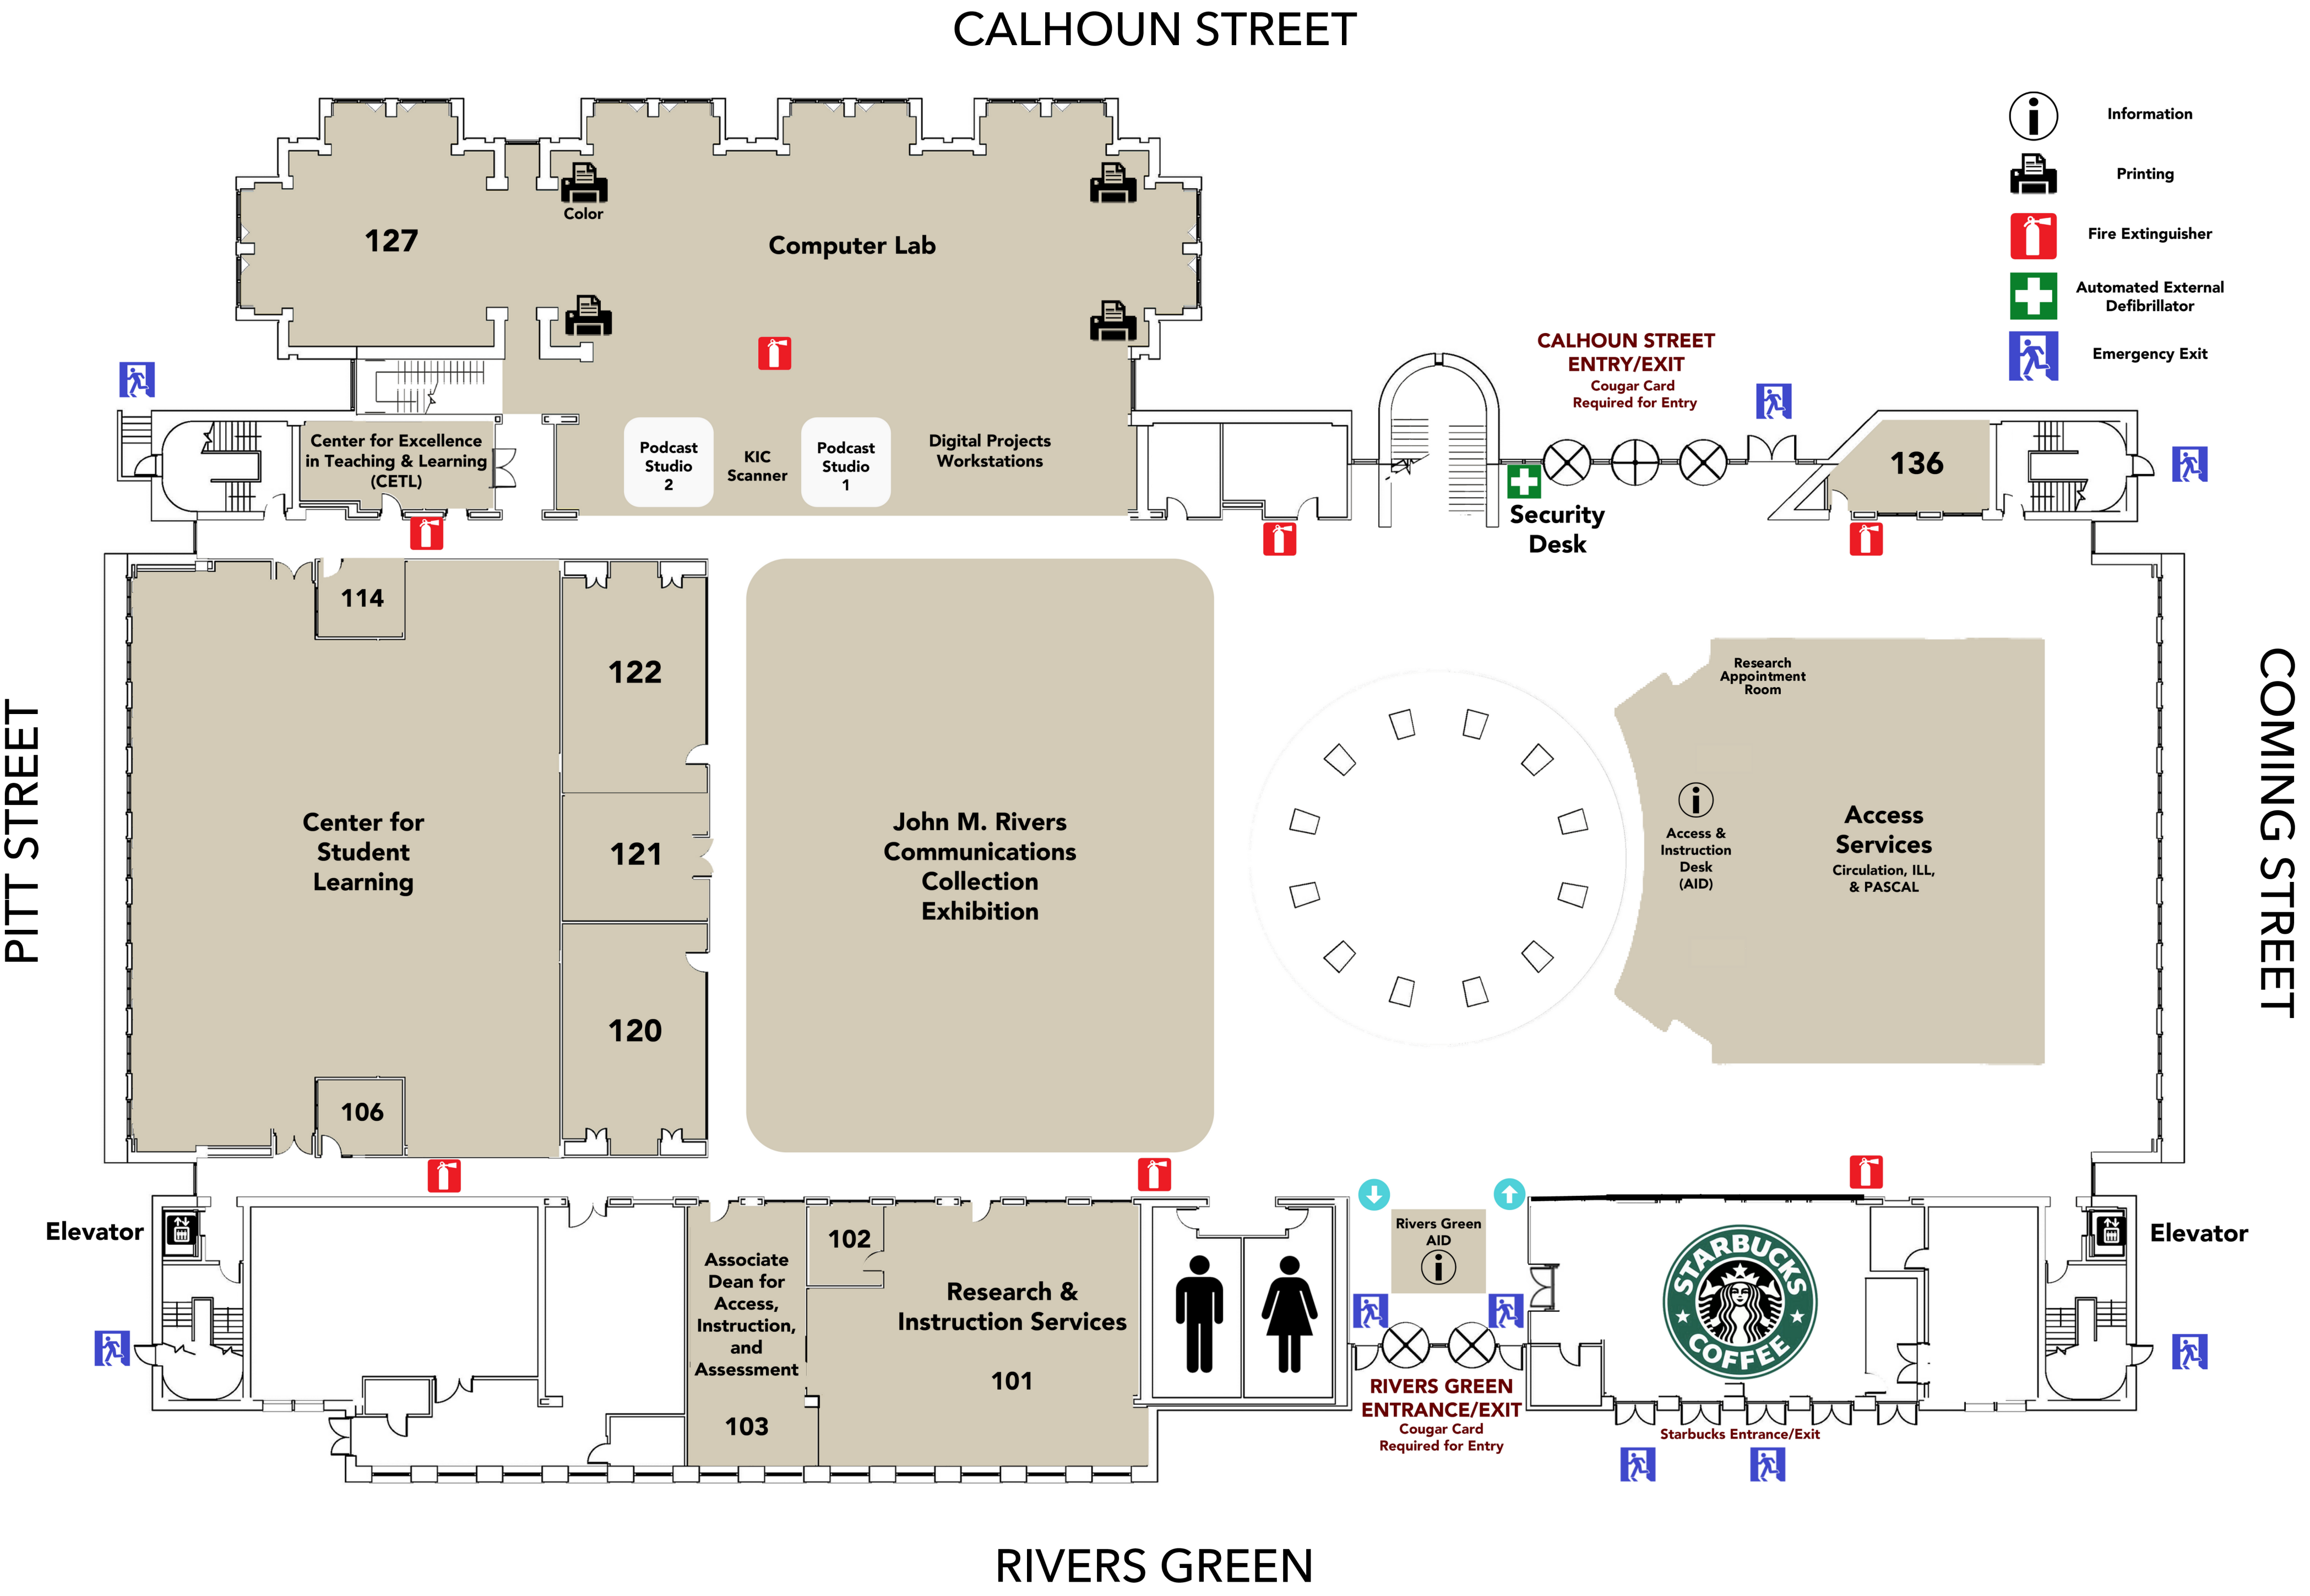 CALHOUN STREET
Information
Printing
Fire Extinguisher
Automated External
Defibrillator
Emergency Exit
Color
127
Computer Lab
CALHOUN STREET
ENTRY/EXIT
Cougar Card
Required for Entry
Center for Excellence
in Teaching & Learning
(CETL)
Podcast
Studio
2
KIC
Scanner
Podcast
Studio
1
Digital Projects
Workstations
136
Security
Desk
114
122
Research
Appointment
Room
PITT STREET
COMING STREET
Center for
Student
Learning
121
John M. Rivers
Communications
Collection
Exhibition
Access &
Instruction
Desk
(AID)
Access
Services
Circulation, ILL,
& PASCAL
120
106
Elevator
Associate
Dean for
Access,
Instruction,
and
Assessment
103
102
Research &
Instruction Services
101
Rivers Green
AID
STARBUCKS
COFFEE
Elevator
RIVERS GREEN
ENTRANCE/EXIT
Cougar Card
Required for Entry
Starbucks Entrance/Exit
RIVERS GREEN